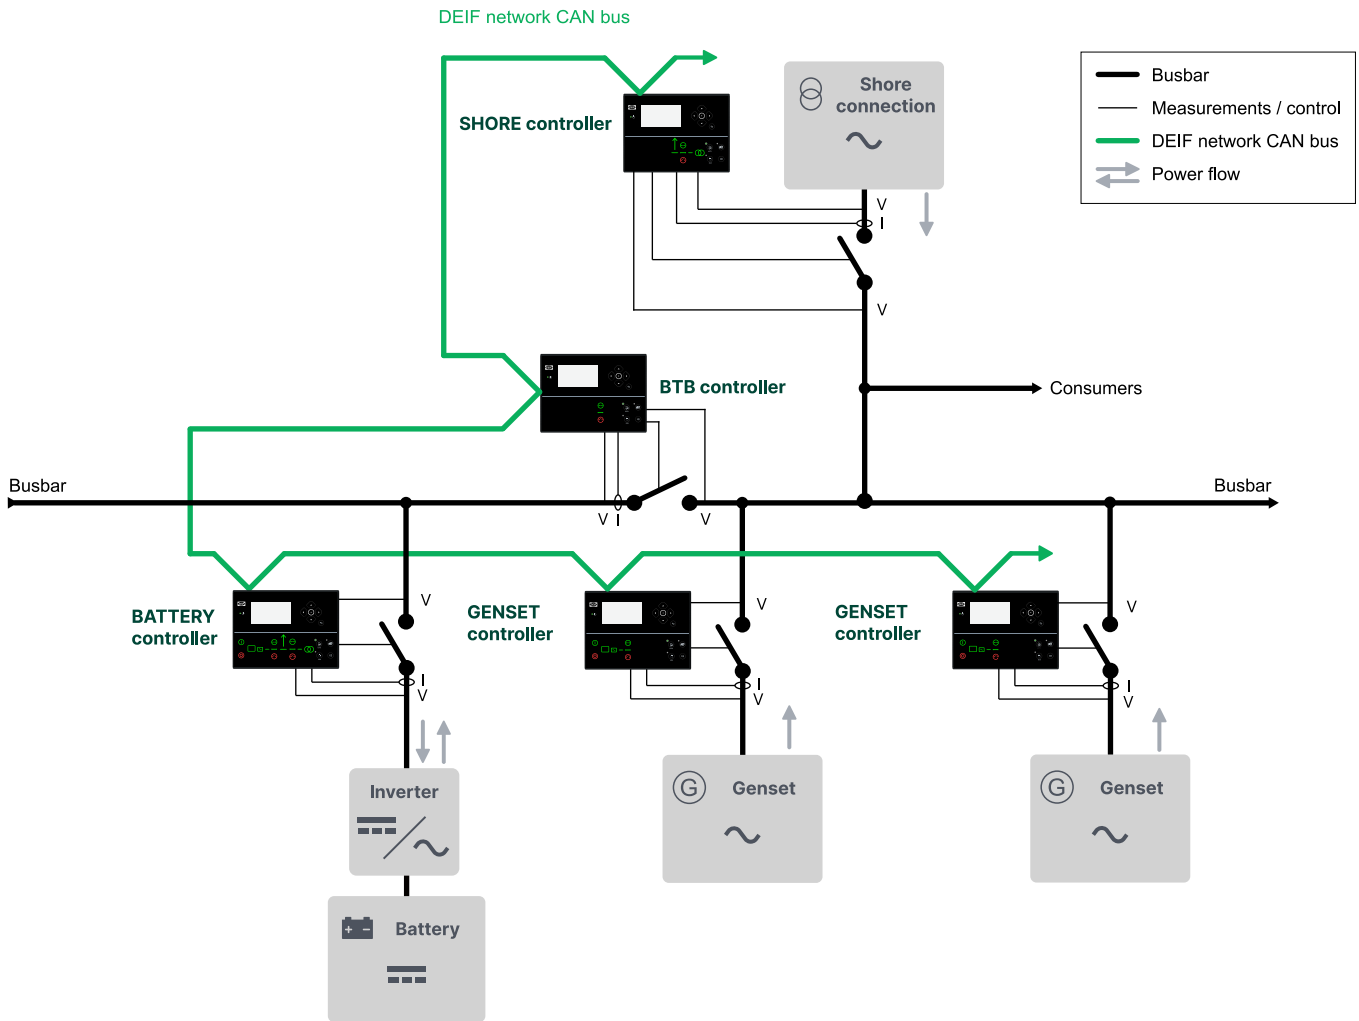 DEIF network CAN bus
Busbar
Measurements / control
DEIF network CAN bus
Power flow
Shore
connection
SHORE controller
V
I
V
BTB controller
Consumers
Busbar
Busbar
V
I
V
BATTERY
controller
V
I
V
GENSET
controller
V
I
V
GENSET
controller
V
I
V
Inverter
G
Genset
G
Genset
Battery